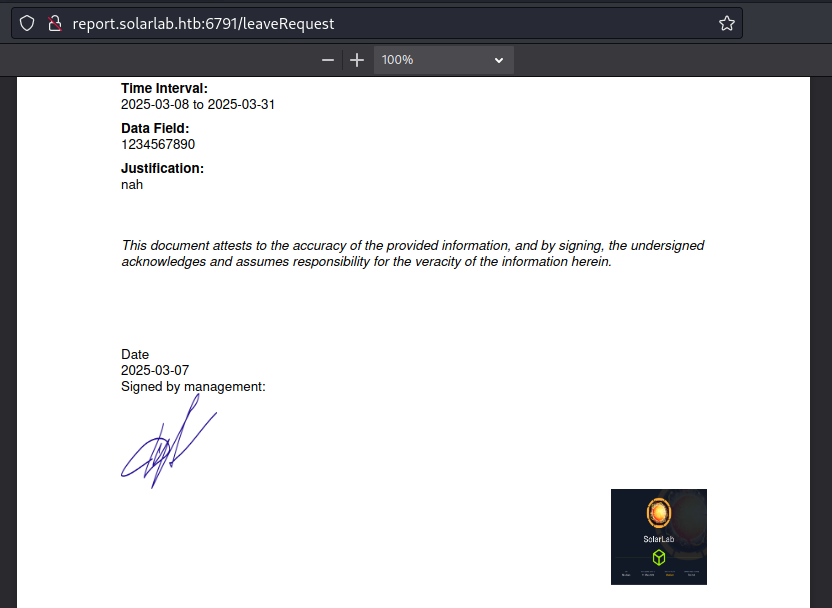 report.solarlab.htb:6791/leaveRequest
100%
Time Interval:
2025-03-08 to 2025-03-31
Data Field:
1234567890
Justification:
nah
This document attests to the accuracy of the provided information, and by signing, the undersigned
acknowledges and assumes responsibility for the veracity of the information herein.
Date
2025-03-07
Signed by management:
SolarLab